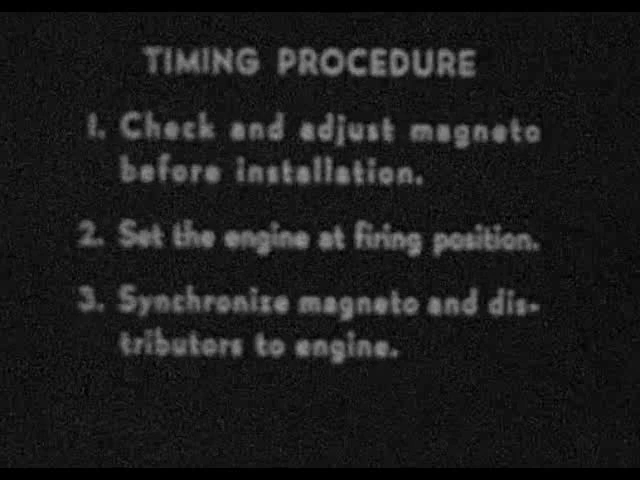 TIMING PROCEDURE
1. Check and adjust magneto
before installation.
2. Set the engine at firing position.
3. Synchronize magneto and dis-
tributors to engine.